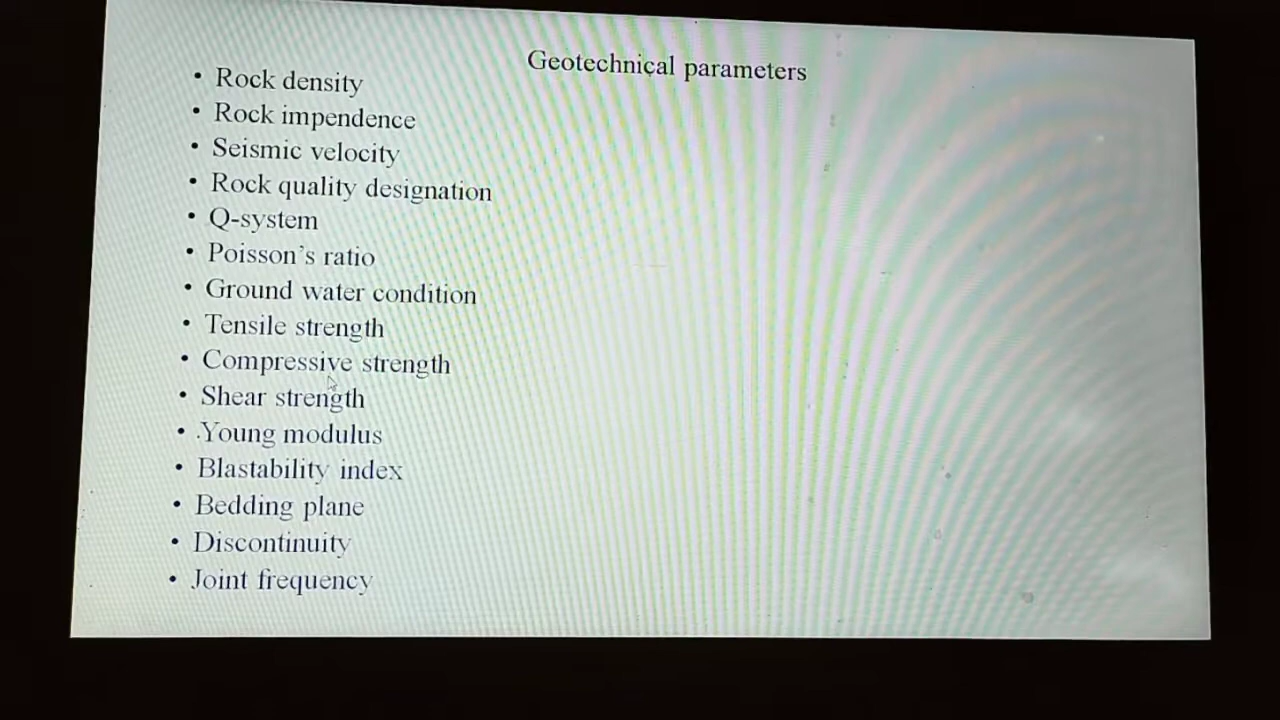 Geotechnical parameters
• Rock density
• Rock impendence
• Seismic velocity
• Rock quality designation
• Q-system
• Poisson's ratio
• Ground water condition
• Tensile strength
• Compressive strength
• Shear strength
• .Young modulus
• Blastability index
• Bedding plane
• Discontinuity
• Joint frequency